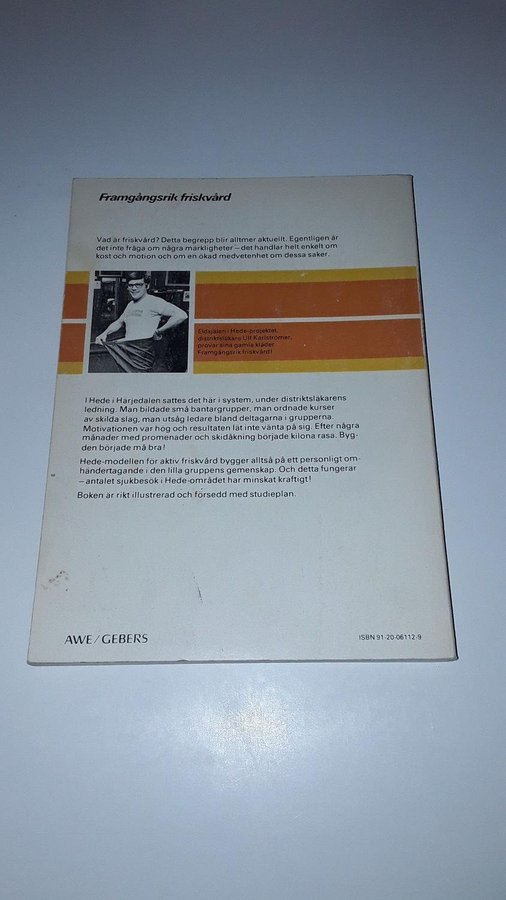 Framgångsrik friskvård
Vad är friskvård? Detta begrepp blir alltmer aktuellt. Egentligen är
det inte fråga om några märkligheter – det handlar helt enkelt om
kost och motion och om en ökad medvetenhet om dessa saker.
Eldsjälen i Hede-projektet,
distriktsläkare Ulf Karlströmer,
provar sina gamla kläder.
Framgångsrik friskvård!
I Hede i Härjedalen sattes det här i system, under distriktsläkarens
ledning. Man bildade små bantargrupper, man ordnade kurser
av skilda slag, man utsåg ledare bland deltagarna i grupperna.
Motivationen var hög och resultaten lät inte vänta på sig. Efter några
månader med promenader och skidåkning började kilona rasa. Byg-
den började må bra!
Hede-modellen för aktiv friskvård bygger alltså på ett personligt om-
händertagande i den lilla gruppens gemenskap. Och detta fungerar
– antalet sjukbesök i Hede-området har minskat kraftigt!
Boken är rikt illustrerad och försedd med studieplan.
AWE/GEBERS
ISBN 91-20-06112-9